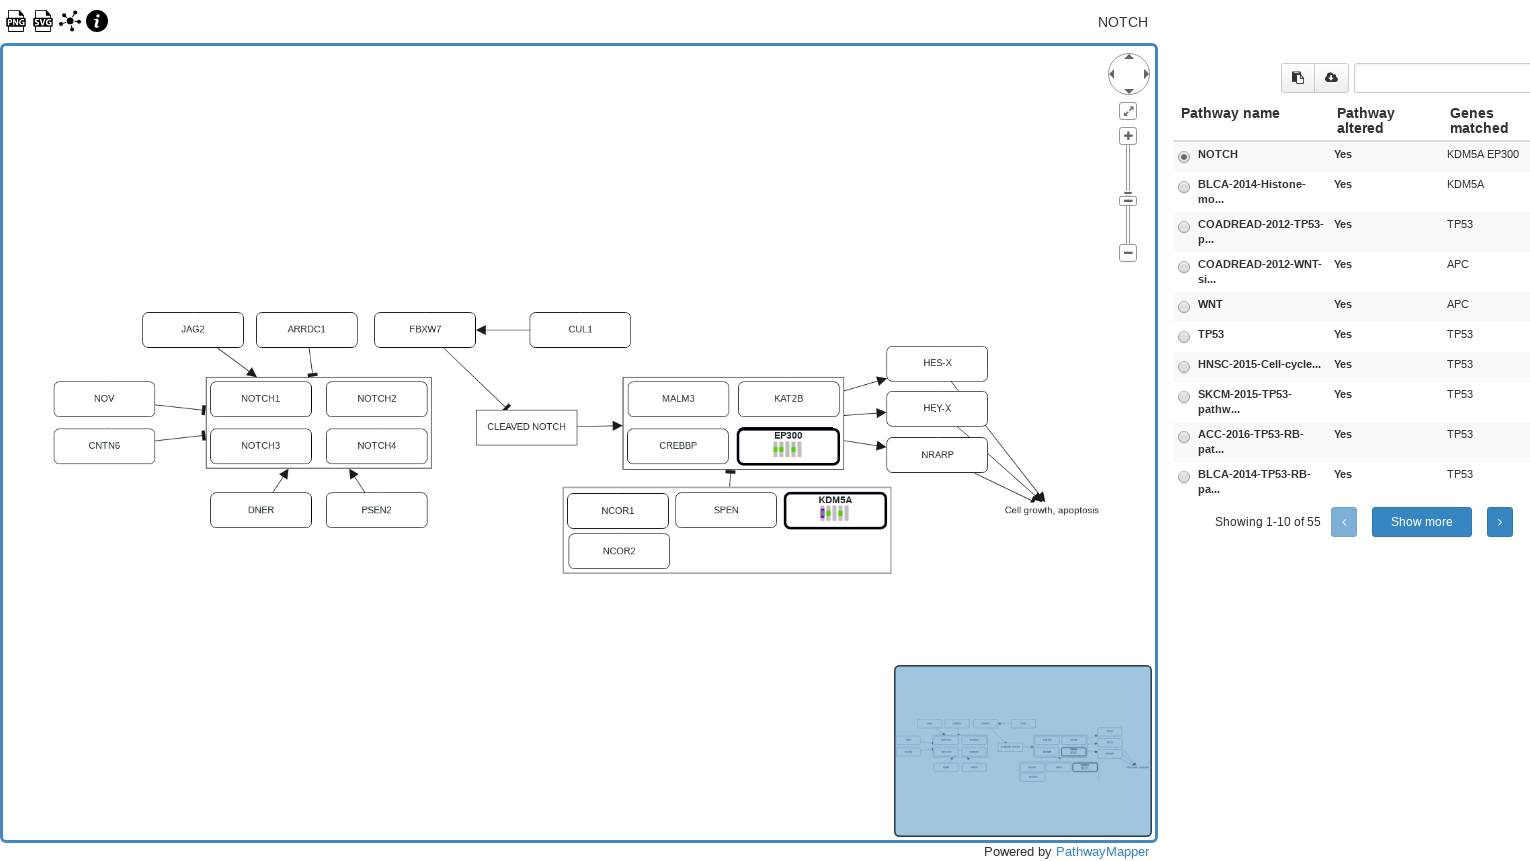 PNG SVG i
NOTCH
Pathway name Pathway altered Genes matched
NOTCH Yes KDM5A EP300
BLCA-2014-Histone-mo... Yes KDM5A
COADREAD-2012-TP53-p... Yes TP53
COADREAD-2012-WNT-si... Yes APC
WNT Yes APC
TP53 Yes TP53
HNSC-2015-Cell-cycle... Yes TP53
SKCM-2015-TP53-pathw... Yes TP53
ACC-2016-TP53-RB-pat... Yes TP53
BLCA-2014-TP53-RB-pa... Yes TP53
Showing 1-10 of 55 Show more
JAG2 ARRDC1 FBXW7 CUL1
HES-X
NOV NOTCH1 NOTCH2 MALM3 KAT2B
HEY-X
CLEAVED NOTCH
CNTN6 NOTCH3 NOTCH4 CREBBP EP300
NRARP
DNER PSEN2 NCOR1 SPEN KDM5A
Cell growth, apoptosis
NCOR2
Powered by PathwayMapper